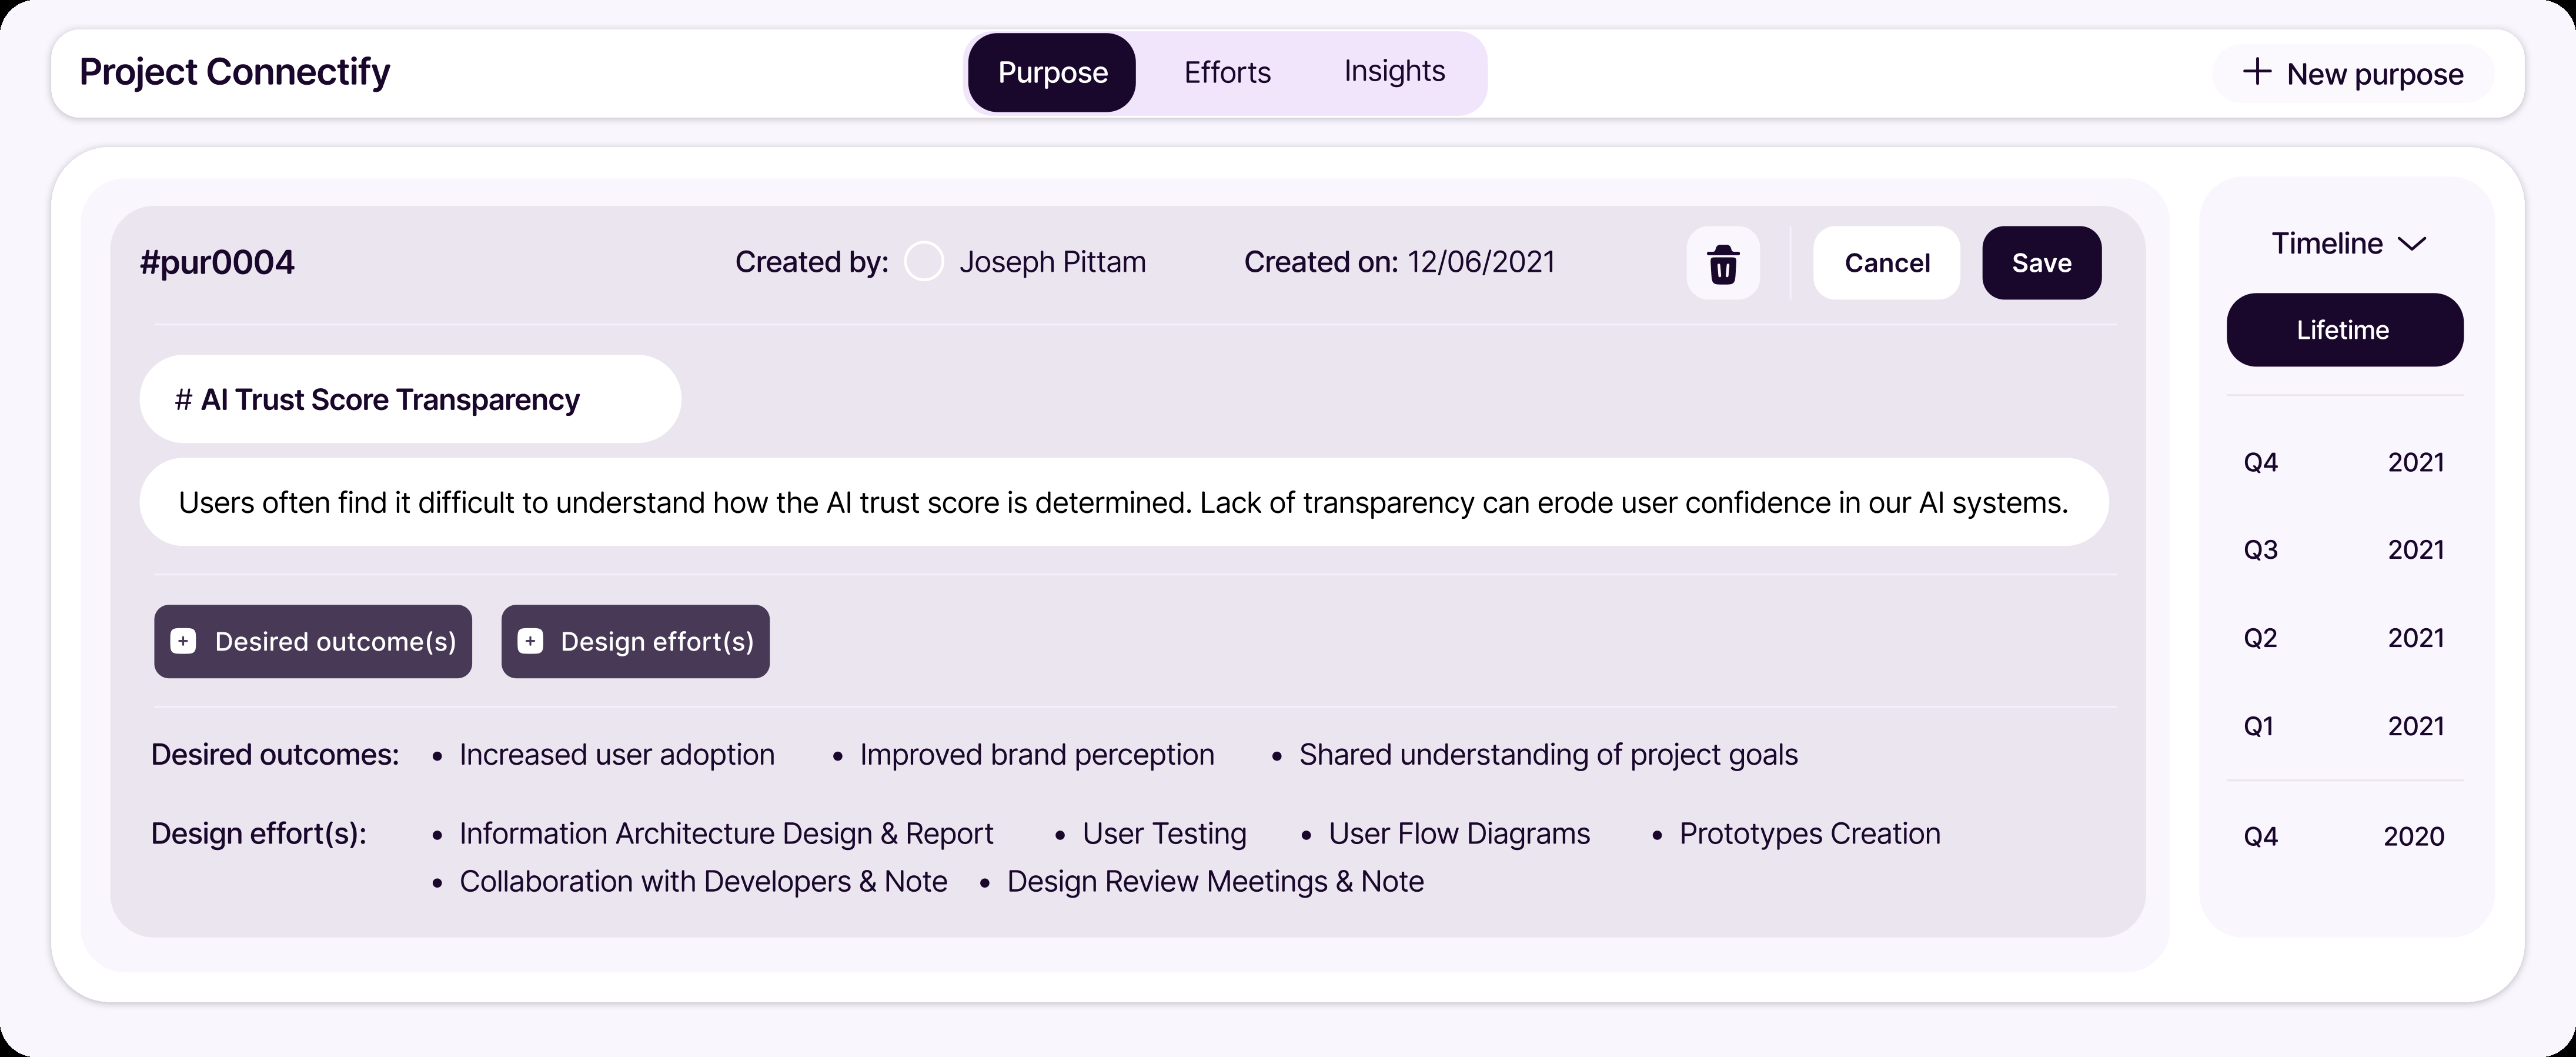 Project Connectify
Purpose
Efforts
Insights
+ New purpose
#pur0004
Created by: Joseph Pittam
Created on: 12/06/2021
Cancel
Save
# AI Trust Score Transparency
Users often find it difficult to understand how the AI trust score is determined. Lack of transparency can erode user confidence in our AI systems.
+ Desired outcome(s)
+ Design effort(s)
Desired outcomes: • Increased user adoption • Improved brand perception • Shared understanding of project goals
Design effort(s): • Information Architecture Design & Report • User Testing • User Flow Diagrams • Prototypes Creation
• Collaboration with Developers & Note • Design Review Meetings & Note
Timeline
Lifetime
Q4 2021
Q3 2021
Q2 2021
Q1 2021
Q4 2020